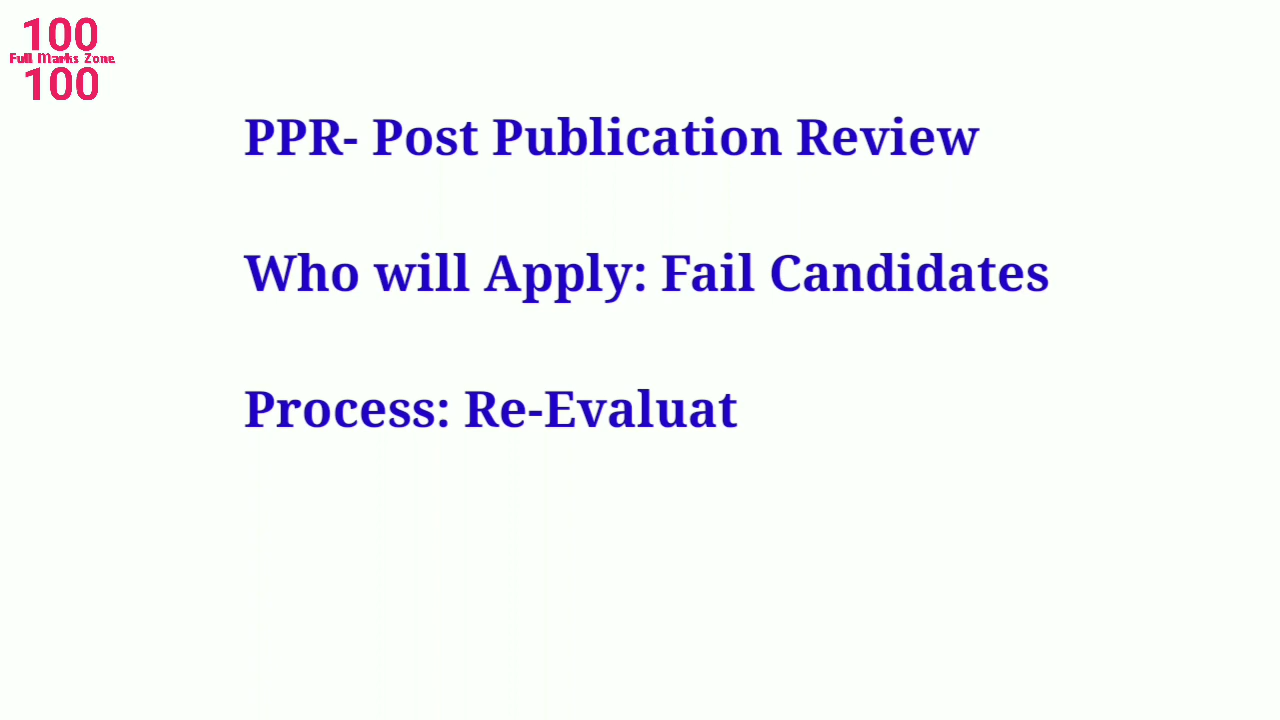 100
Full Marks Zone
100
PPR- Post Publication Review
Who will Apply: Fail Candidates
Process: Re-Evaluat